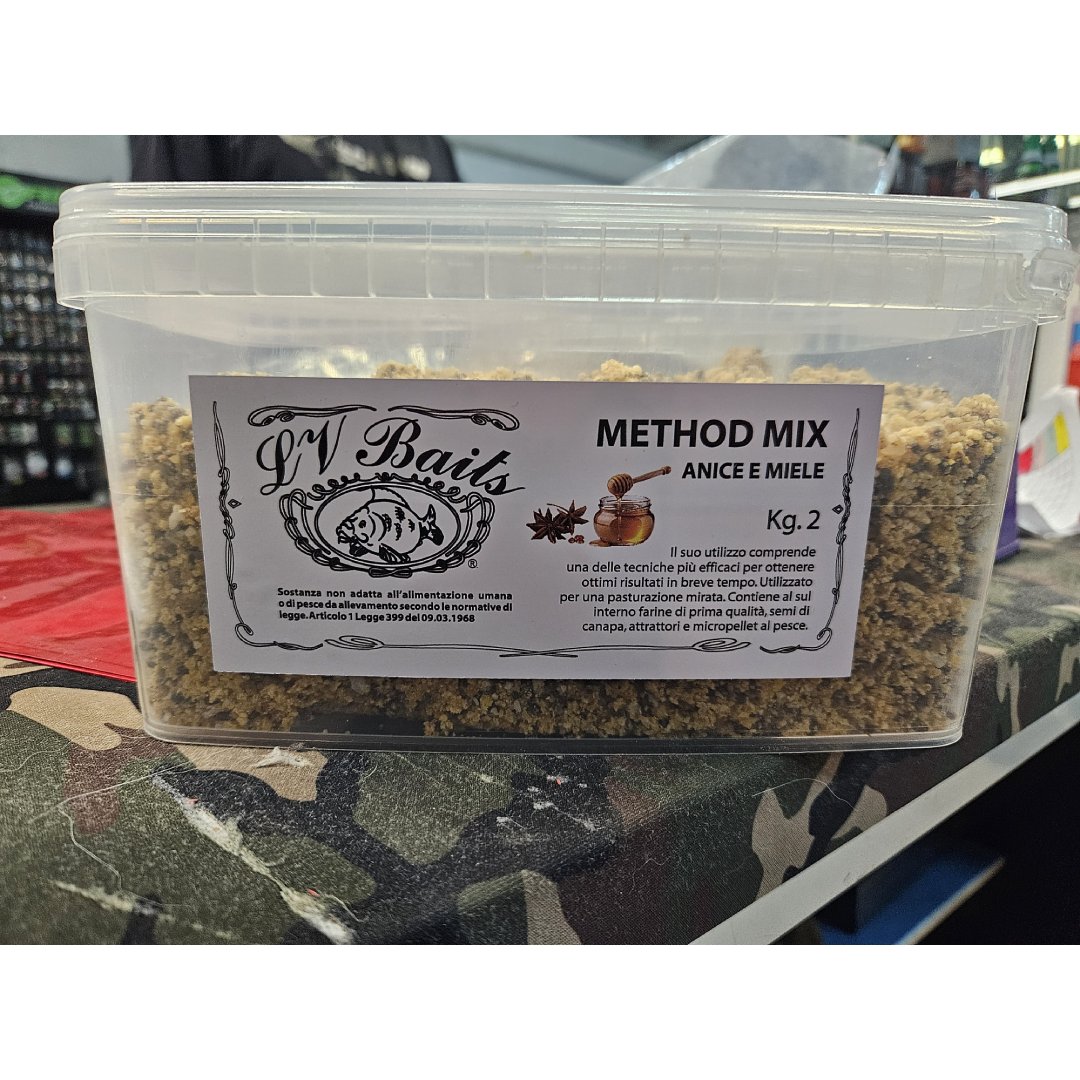 LV Baits
®
Sostanza non adatta all'alimentazione umana
o di pesce da allevamento secondo le normative di
legge. Articolo 1 Legge 399 del 09.03.1968
METHOD MIX
ANICE E MIELE
Kg. 2
Il suo utilizzo comprende
una delle tecniche più efficaci per ottenere
ottimi risultati in breve tempo. Utilizzato
per una pasturazione mirata. Contiene al sul
interno farine di prima qualità, semi di
canapa, attrattori e micropellet al pesce.